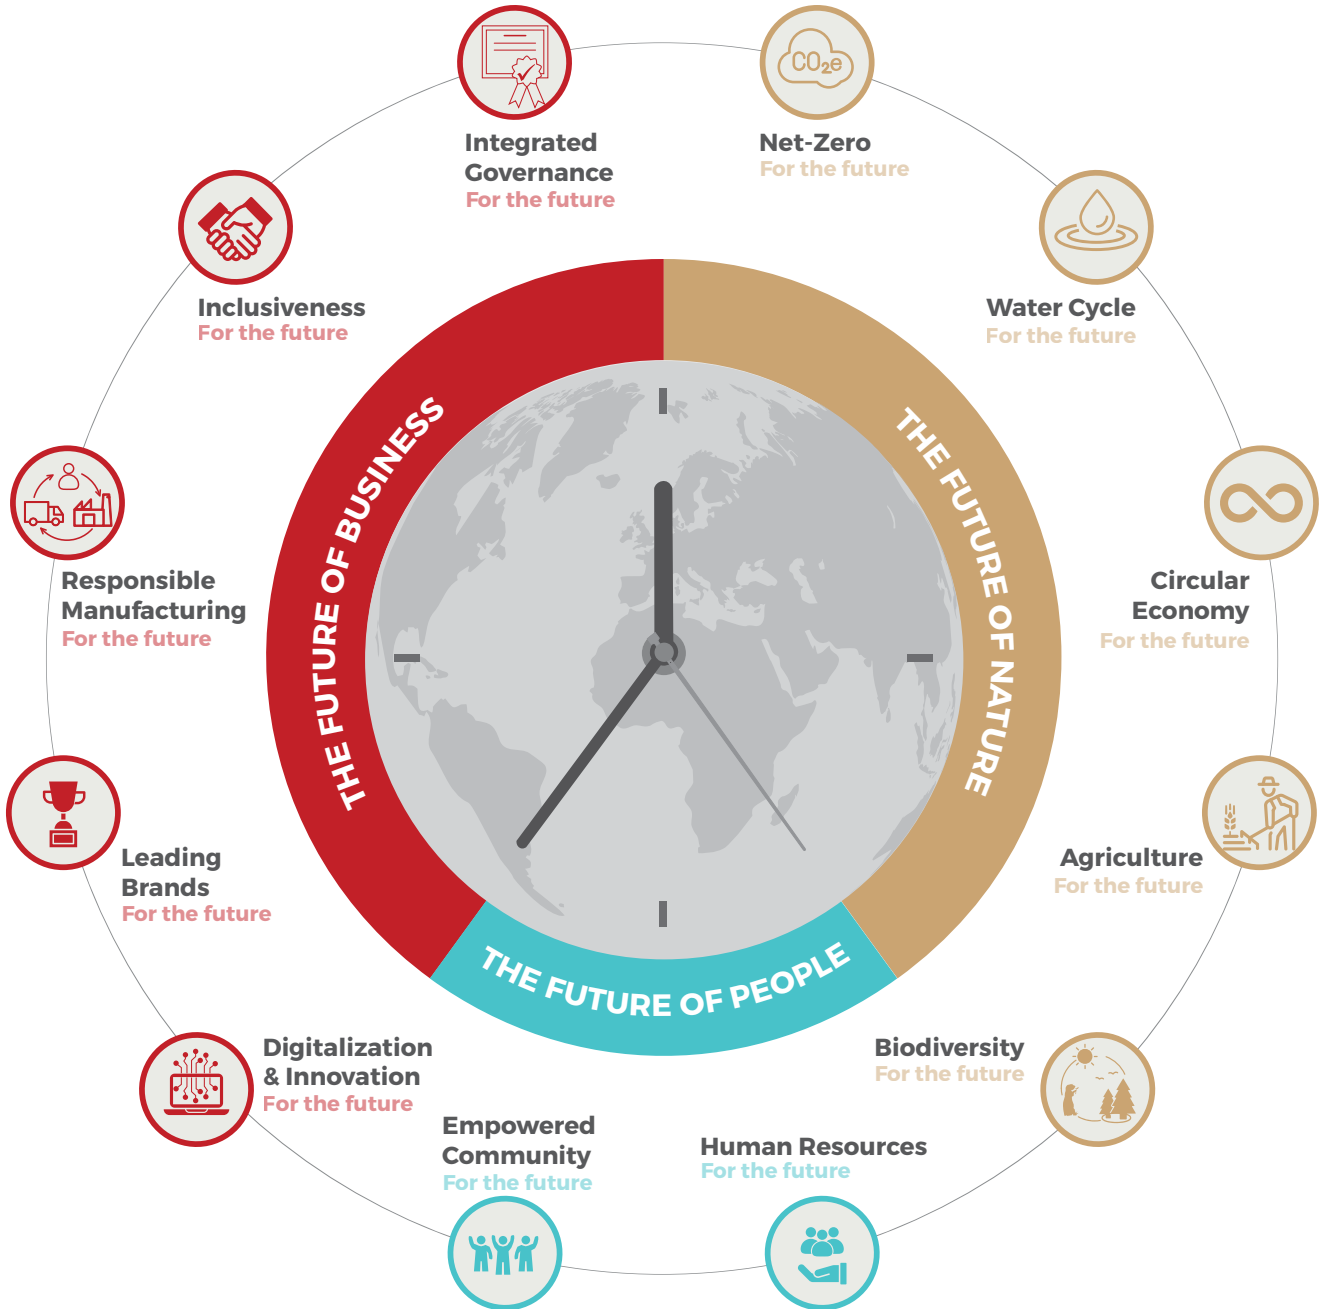 Integrated
Governance
For the future
CO₂e
Net-Zero
For the future
Inclusiveness
For the future
Water Cycle
For the future
Responsible
Manufacturing
For the future
Circular
Economy
For the future
Leading
Brands
For the future
Agriculture
For the future
Digitalization
& Innovation
For the future
Biodiversity
For the future
Empowered
Community
For the future
Human Resources
For the future
THE FUTURE OF BUSINESS
THE FUTURE OF NATURE
THE FUTURE OF PEOPLE